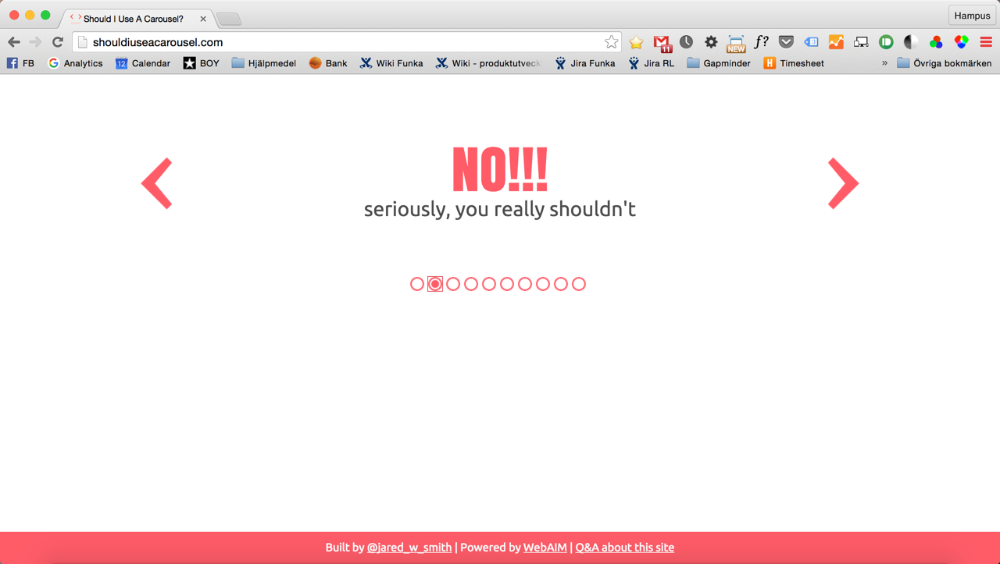 Should I Use A Carousel?
Hampus
shouldiuseacarousel.com
11
f?
NEW
FB
Analytics
12
Calendar
BOY
Hjälpmedel
Bank
Wiki Funka
Wiki - produktutveck
Jira Funka
Jira RL
Gapminder
H
Timesheet
»
Övriga bokmärken
NO!!!
seriously, you really shouldn't
Built by @jared_w_smith | Powered by WebAIM | Q&A about this site